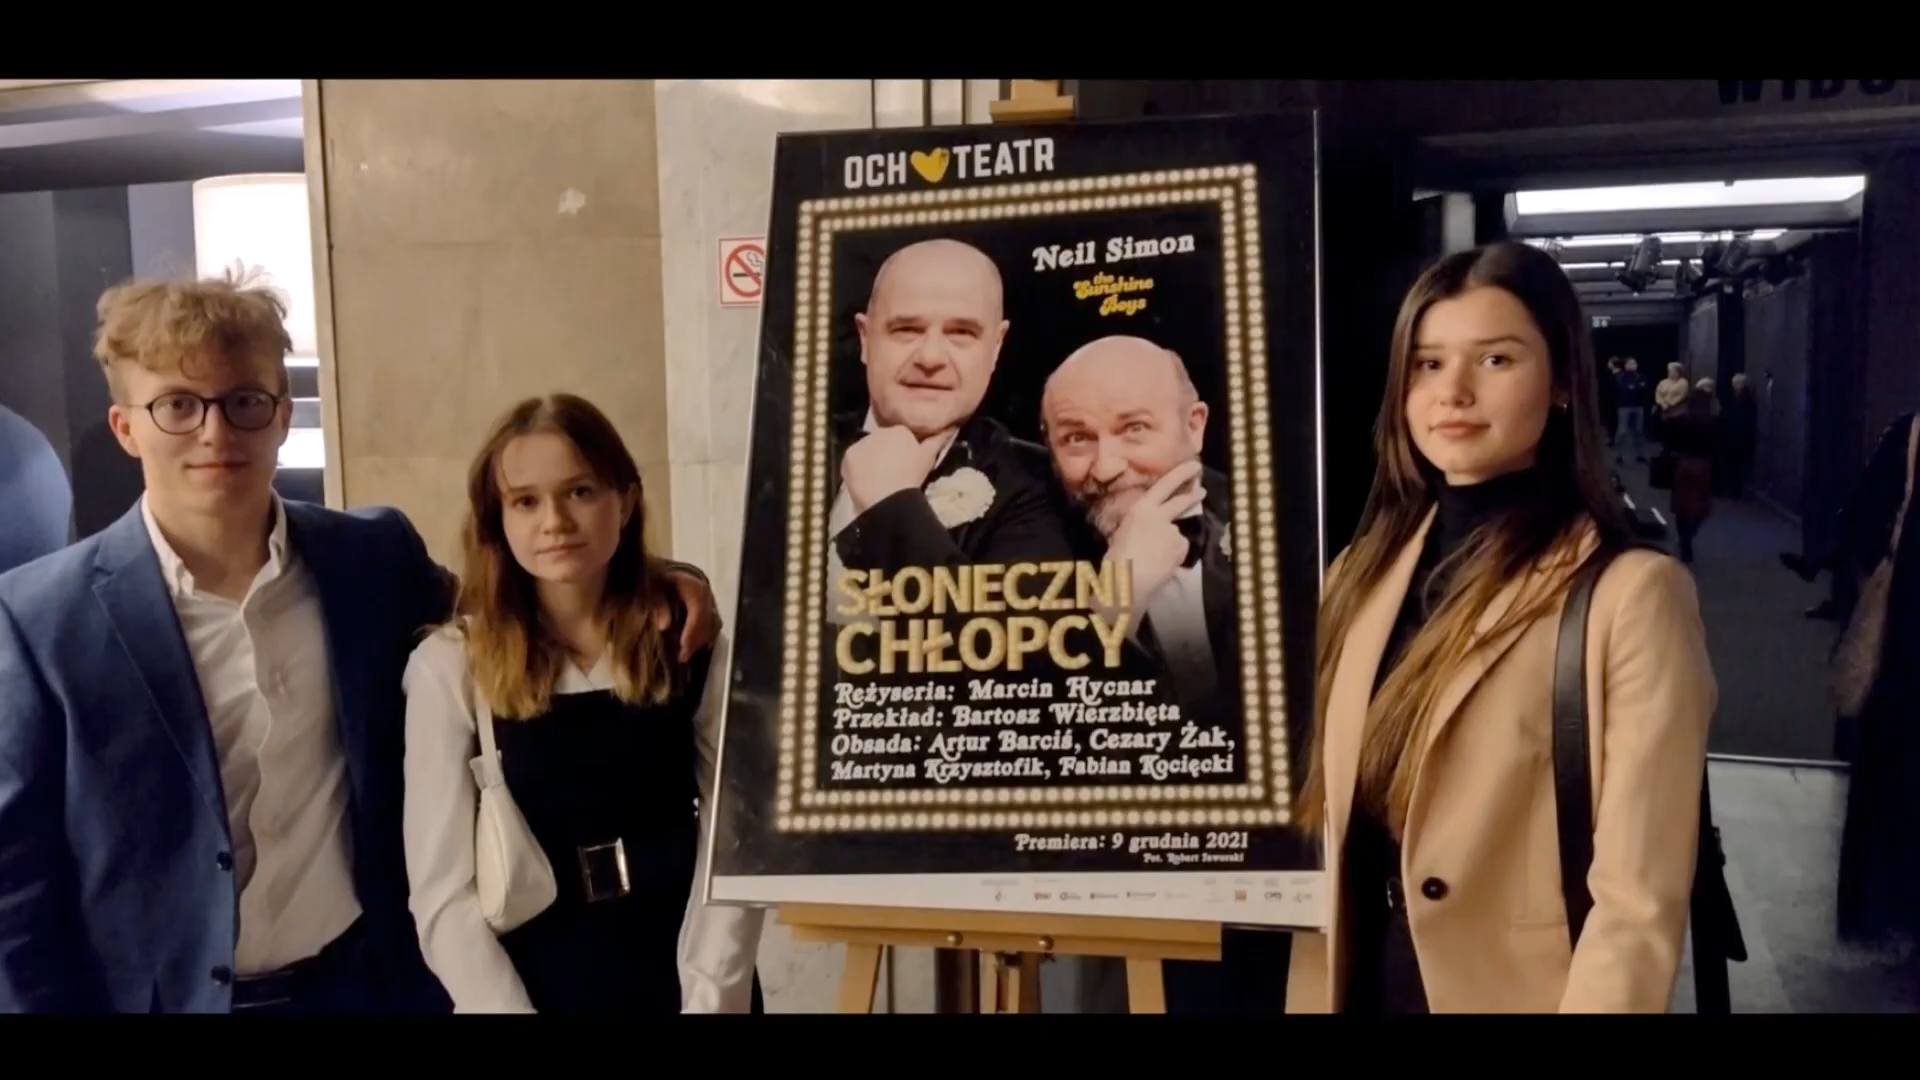 OCH TEATR
Neil Simon
the
Sunshine
Boys
SŁONECZNI
CHŁOPCY
Reżyseria: Marcin Hycnar
Przekład: Bartosz Wierzbięta
Obsada: Artur Barciś, Cezary Żak,
Martyna Krzysztofik, Fabian Kocięcki
Premiera: 9 grudnia 2021